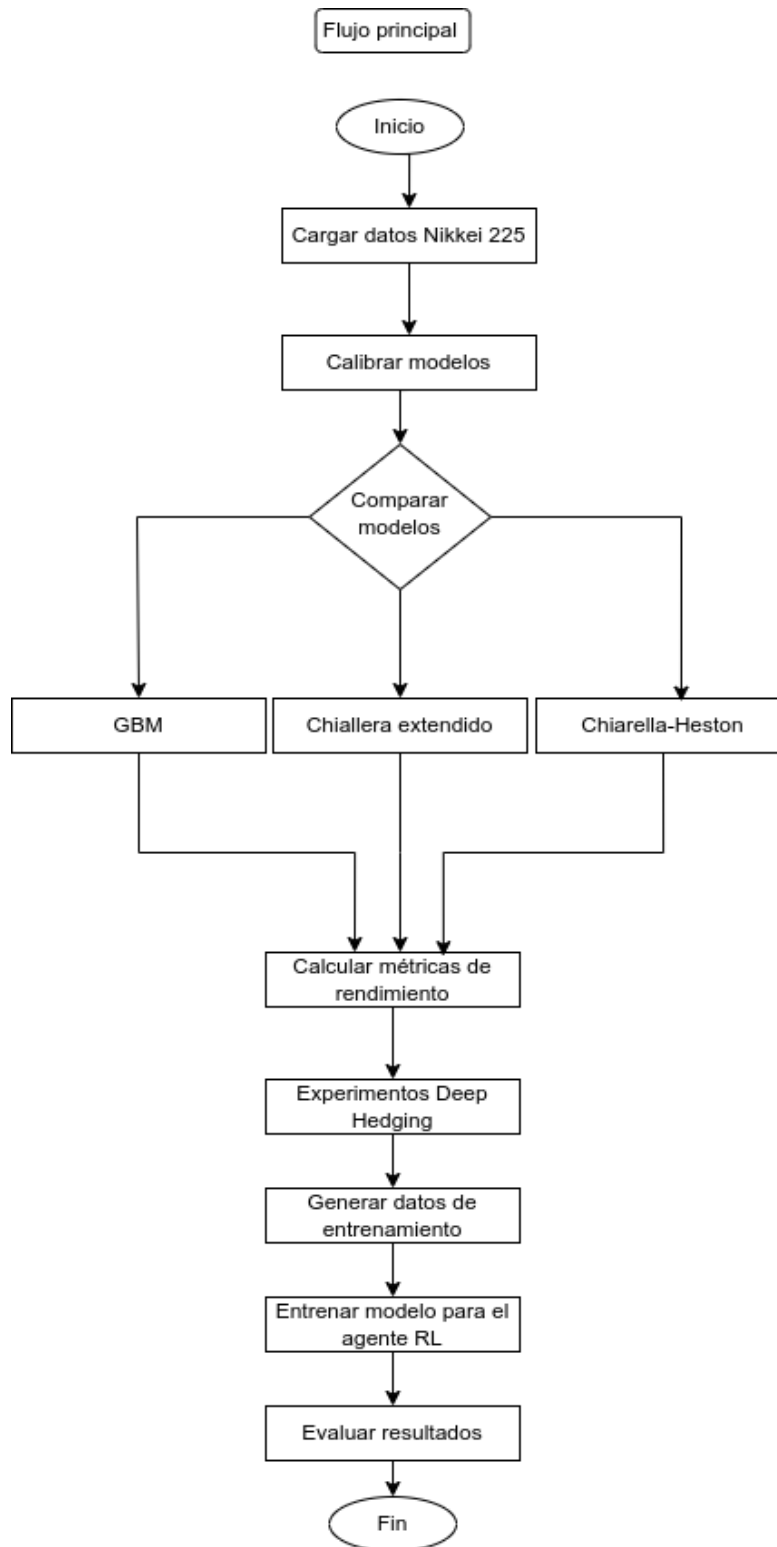 Flujo principal
Inicio
Cargar datos Nikkei 225
Calibrar modelos
Comparar
modelos
GBM
Chiallera extendido
Chiarella-Heston
Calcular métricas de
rendimiento
Experimentos Deep
Hedging
Generar datos de
entrenamiento
Entrenar modelo para el
agente RL
Evaluar resultados
Fin